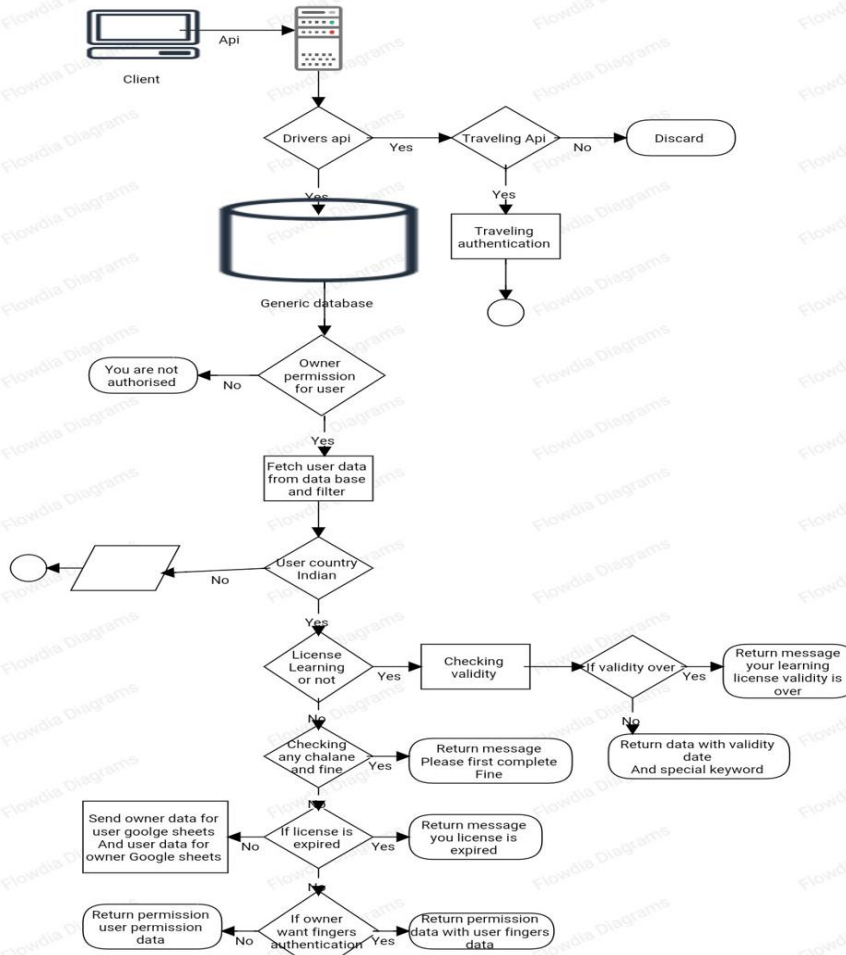 Api
Client
Drivers api
Yes
Traveling Api
No
Discard
Yes
Yes
Traveling
authentication
Generic database
Owner
permission
for user
No
You are not
authorised
Yes
Fetch user data
from data base
and filter
User country
Indian
No
Yes
License
Learning
or not
Yes
Checking
validity
If validity over
Yes
Return message
your learning
license validity is
over
No
No
Return data with validity
date
And special keyword
Checking
any chalane
and fine
Yes
Return message
Please first complete
Fine
No
Send owner data for
user goolge sheets
And user data for
owner Google sheets
No
If license is
expired
Yes
Return message
you license is
expired
No
Return permission
user permission
data
No
If owner
want fingers
authentication
Yes
Return permission
data with user fingers
data
Flowdia Diagrams